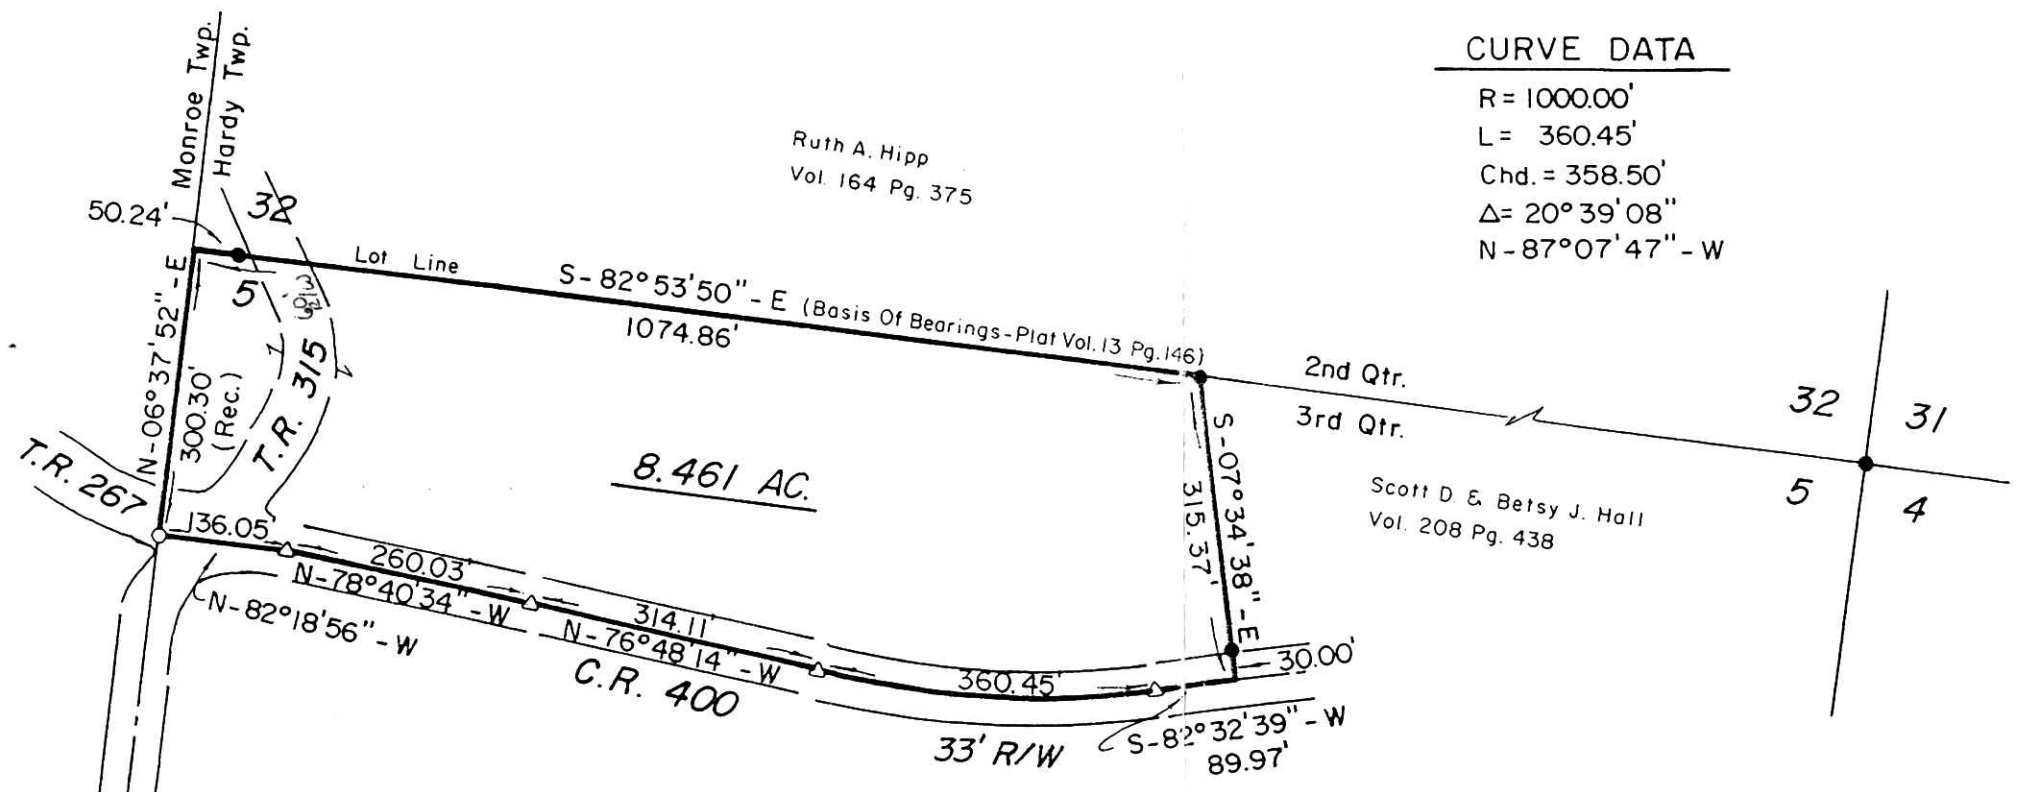 CURVE DATA
R = 1000.00'
L = 360.45'
Chd. = 358.50'
Δ= 20°39'08"
N-87°07'47"-W
Monroe Twp.
Hardy Twp.
Ruth A. Hipp
Vol. 164 Pg. 375
50.24'
32
5
Lot Line
S-82°53'50"-E (Basis Of Bearings-Plat Vol. 13 Pg. 146)
1074.86'
N-06°37'52"-E
300.30'
(Rec.)
T.R. 315
T.R. 267
2nd Qtr.
3rd Qtr.
32
31
5
4
8.461 AC.
S-07°34'38"-E
315.37'
Scott D. & Betsy J. Hall
Vol. 208 Pg. 438
136.05'
260.03'
N-78°40'34"-W
N-82°18'56"-W
314.11'
N-76°48'14"-W
C.R. 400
360.45'
30.00'
33' R/W
S-82°32'39"-W
89.97'